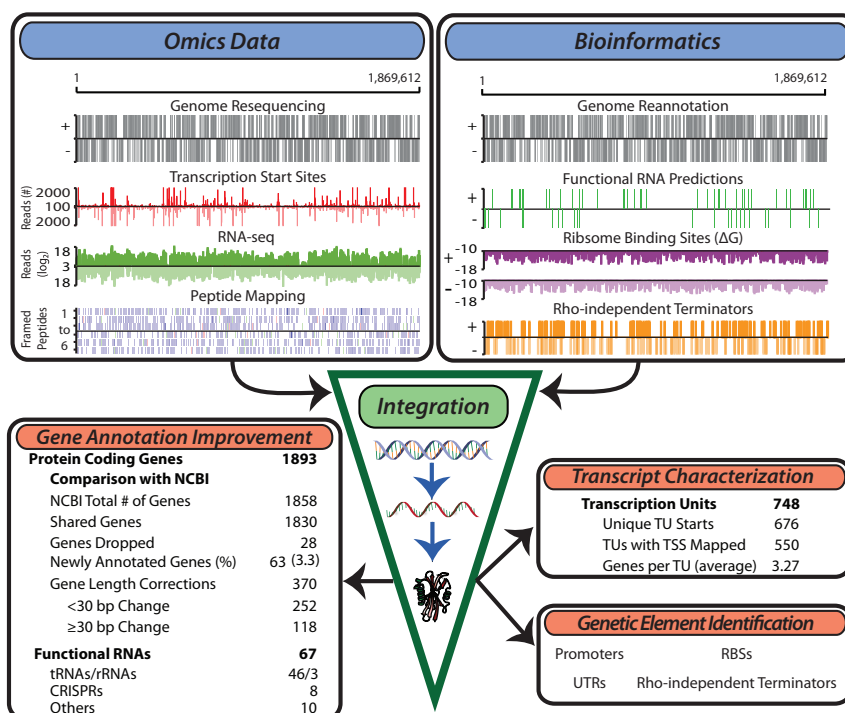 Omics Data
1 1,869,612
Genome Resequencing
+
-
Transcription Start Sites
Reads (#)
2000
100
2000
RNA-seq
Reads (log2)
18
3
18
Peptide Mapping
Framed Peptides
1
to
6
Bioinformatics
1 1,869,612
Genome Reannotation
+
-
Functional RNA Predictions
+
-
Ribsome Binding Sites (ΔG)
+
-10
-18
-
-10
-18
Rho-independent Terminators
+
-
Integration
Gene Annotation Improvement
Protein Coding Genes 1893
Comparison with NCBI
NCBI Total # of Genes 1858
Shared Genes 1830
Genes Dropped 28
Newly Annotated Genes (%) 63 (3.3)
Gene Length Corrections 370
<30 bp Change 252
≥30 bp Change 118
Functional RNAs 67
tRNAs/rRNAs 46/3
CRISPRs 8
Others 10
Transcript Characterization
Transcription Units 748
Unique TU Starts 676
TUs with TSS Mapped 550
Genes per TU (average) 3.27
Genetic Element Identification
Promoters RBSs
UTRs Rho-independent Terminators